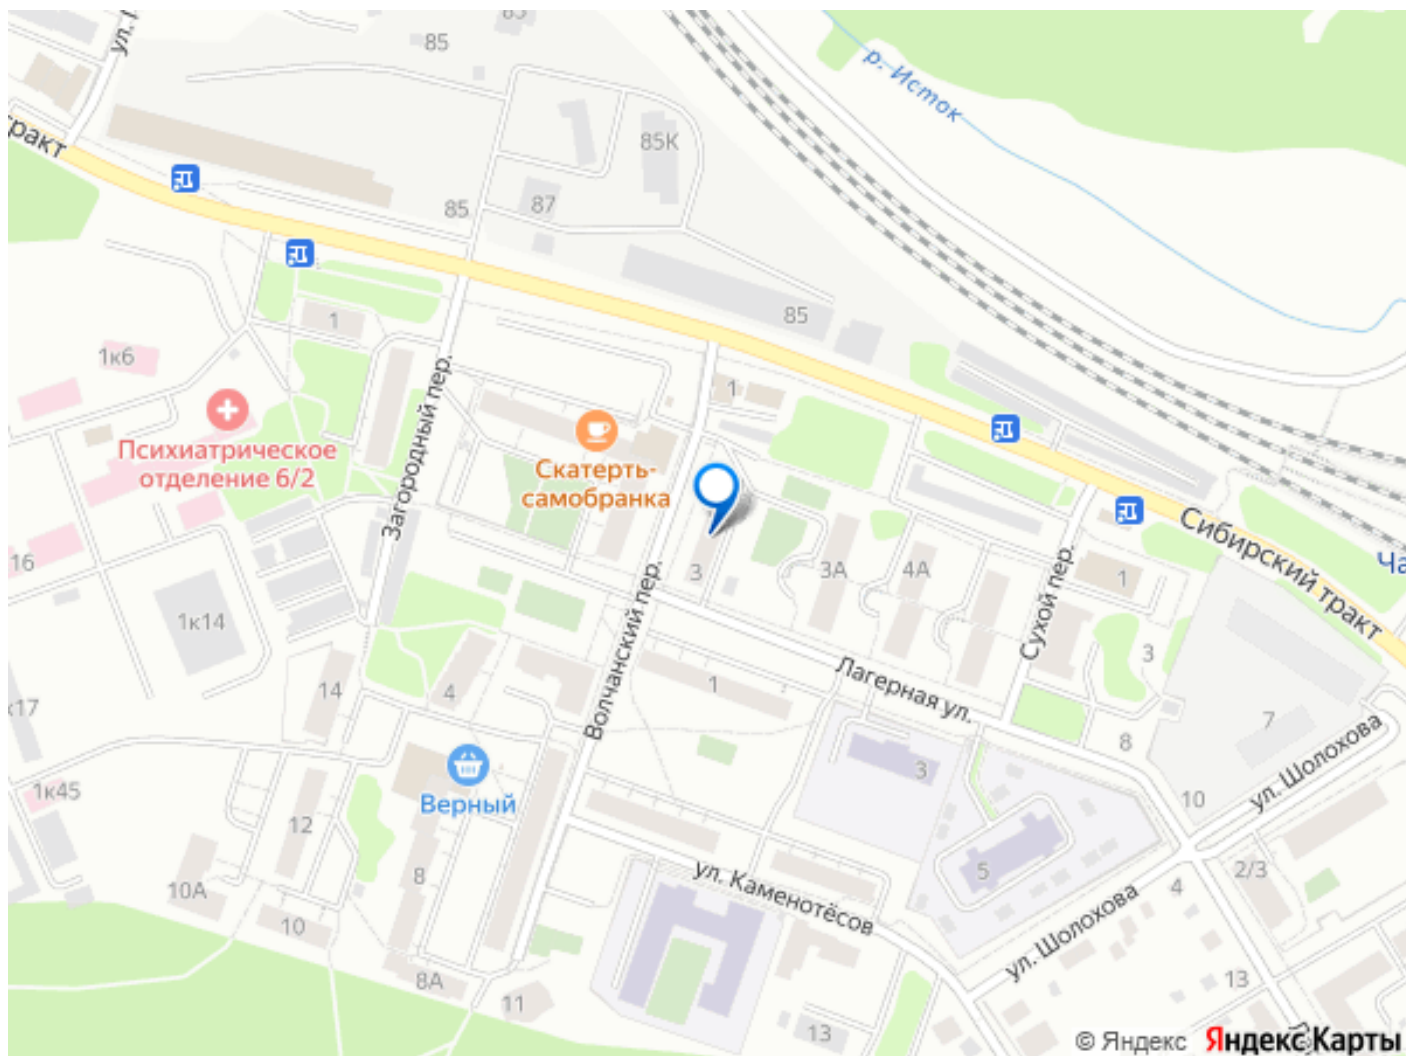 85
85
ул.
р. Исток
85К
тракт
87
85
85
1
1к6
Загородный пер.
1
Психиатрическое
отделение 6/2
Скатерть-
самобранка
Сибирский тракт
Ча
16
3
3А
4А
1
1к14
Волчанский пер.
Сухой пер.
3
14
4
1
Лагерная ул.
к17
7
8
3
ул. Шолохова
1к45
Верный
10
12
8
5
2/3
10А
ул. Каменотёсов
4
10
ул. Шолохова
8А
11
13
13
© Яндекс Яндекс Карты